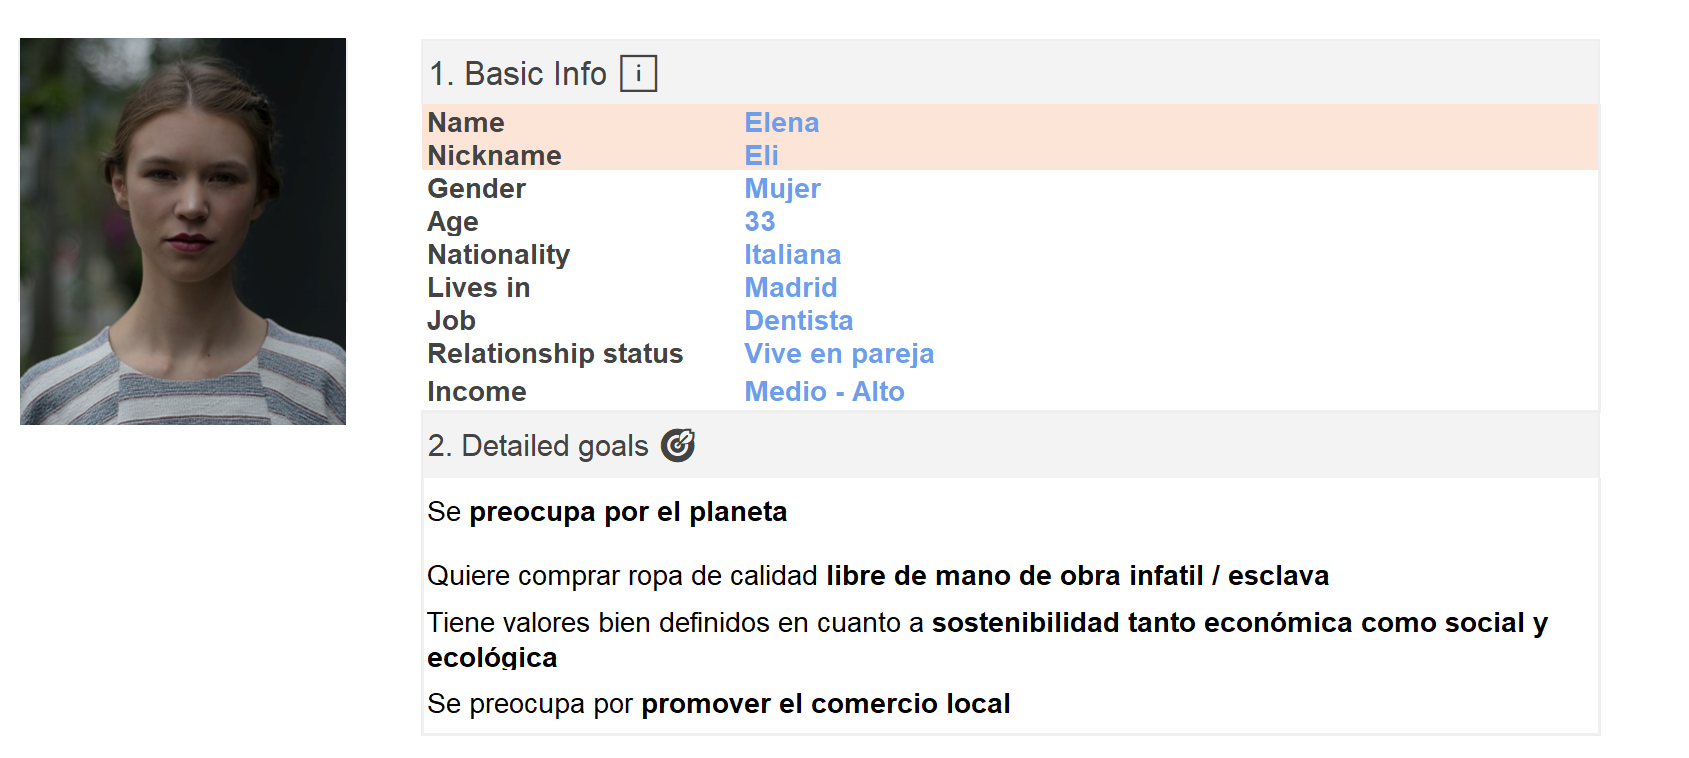 1. Basic Info i
Name Elena
Nickname Eli
Gender Mujer
Age 33
Nationality Italiana
Lives in Madrid
Job Dentista
Relationship status Vive en pareja
Income Medio - Alto
2. Detailed goals
Se preocupa por el planeta
Quiere comprar ropa de calidad libre de mano de obra infatil / esclava
Tiene valores bien definidos en cuanto a sostenibilidad tanto económica como social y
ecológica
Se preocupa por promover el comercio local